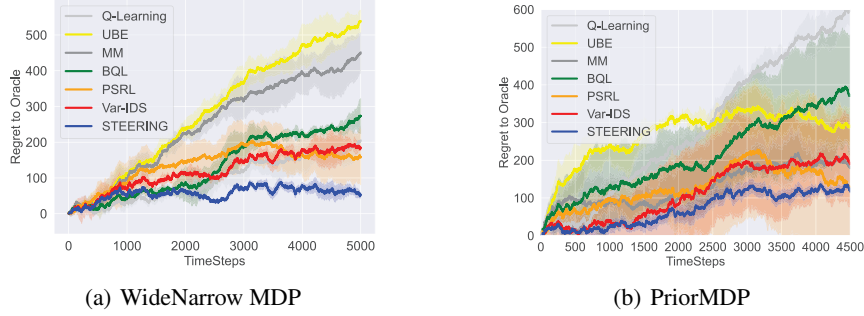 Q-Learning
UBE
MM
BQL
PSRL
Var-IDS
STEERING
Regret to Oracle
500
400
300
200
100
0
0 1000 2000 3000 4000 5000
TimeSteps
(a) WideNarrow MDP
Q-Learning
UBE
MM
BQL
PSRL
Var-IDS
STEERING
Regret to Oracle
600
500
400
300
200
100
0
0 500 1000 1500 2000 2500 3000 3500 4000 4500
TimeSteps
(b) PriorMDP